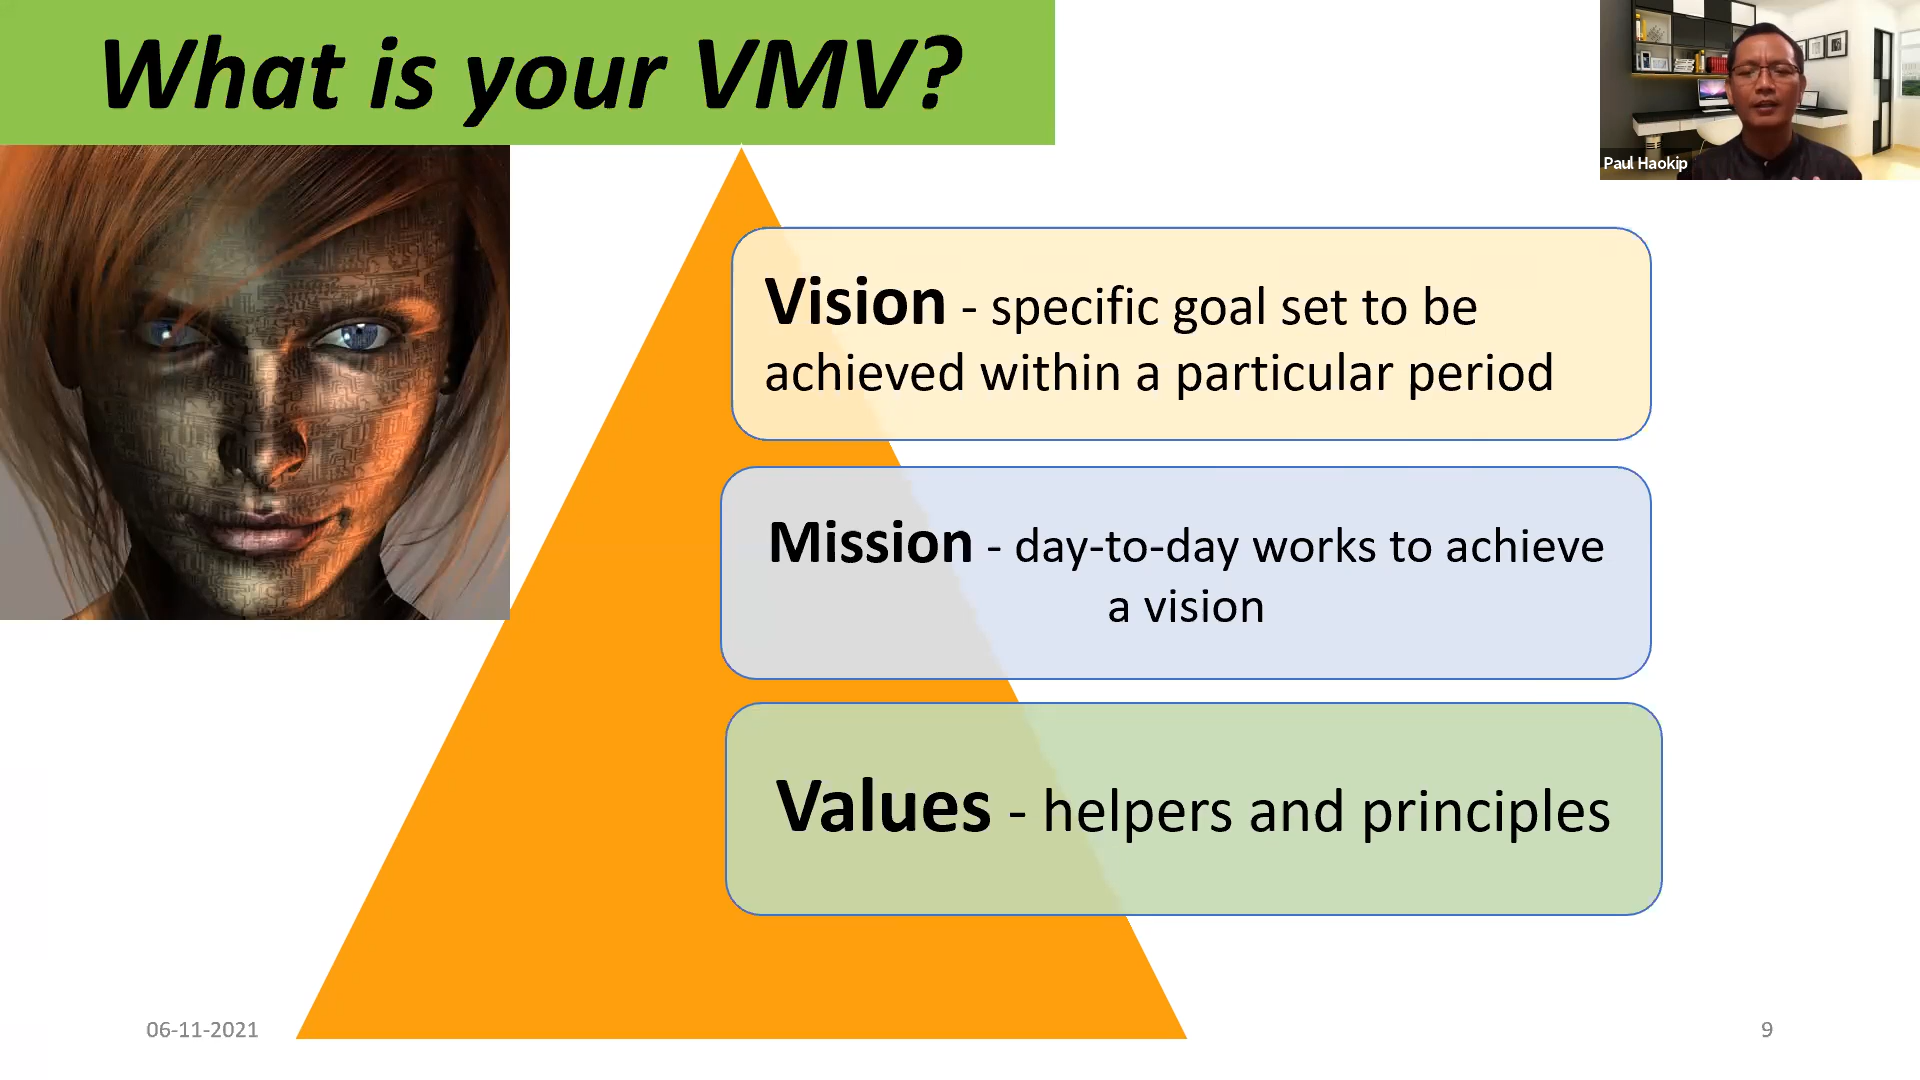 What is your VMV?
Paul Haokip
Vision - specific goal set to be
achieved within a particular period
Mission - day-to-day works to achieve
a vision
Values - helpers and principles
06-11-2021
9